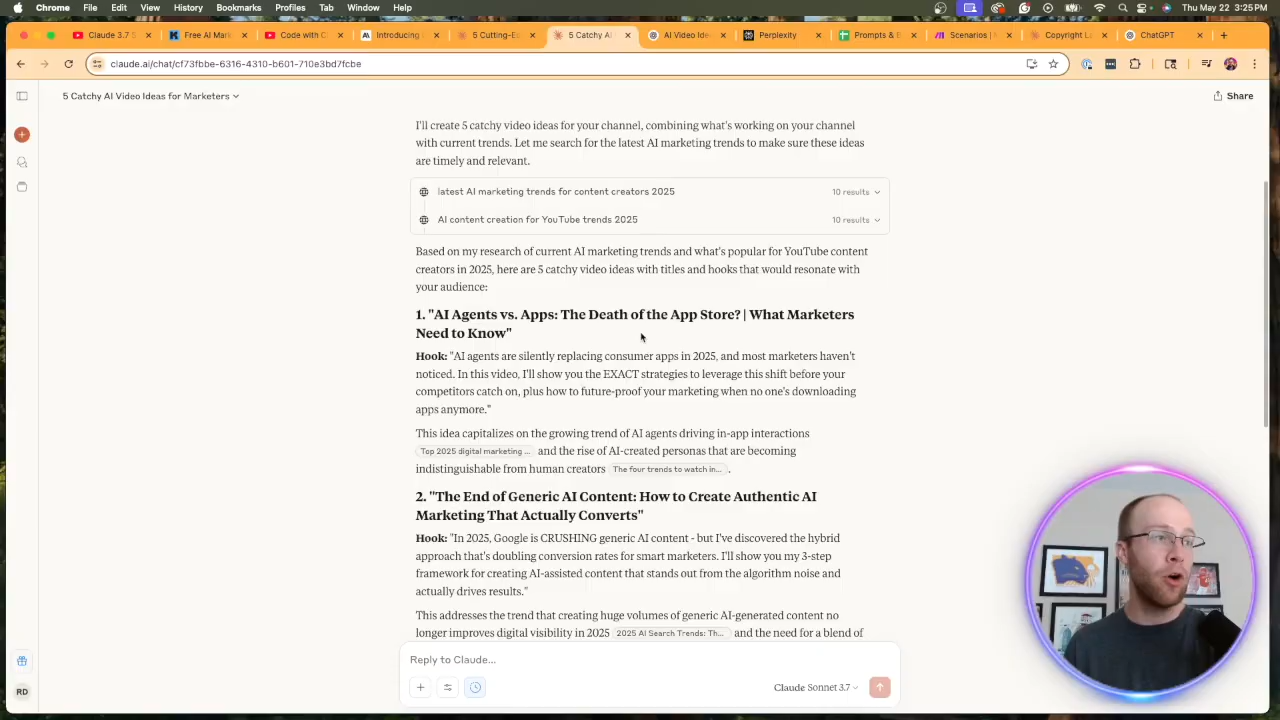 Chrome File Edit View History Bookmarks Profiles Tab Window Help Thu May 22 3:25 PM
Claude 3.7 S Free AI Mark Code with C Introducing 5 Cutting-Ed 5 Catchy AI AI Video Ide Perplexity Prompts & E Scenarios | Copyright La ChatGPT
claude.ai/chat/cf73fbbe-6316-4310-b601-710e3bd7fcbe
5 Catchy AI Video Ideas for Marketers
Share
I'll create 5 catchy video ideas for your channel, combining what's working on your channel
with current trends. Let me search for the latest AI marketing trends to make sure these ideas
are timely and relevant.
latest AI marketing trends for content creators 2025 10 results
AI content creation for YouTube trends 2025 10 results
Based on my research of current AI marketing trends and what's popular for YouTube content
creators in 2025, here are 5 catchy video ideas with titles and hooks that would resonate with
your audience:
1. "AI Agents vs. Apps: The Death of the App Store? | What Marketers
Need to Know"
Hook: "AI agents are silently replacing consumer apps in 2025, and most marketers haven't
noticed. In this video, I'll show you the EXACT strategies to leverage this shift before your
competitors catch on, plus how to future-proof your marketing when no one's downloading
apps anymore."
This idea capitalizes on the growing trend of AI agents driving in-app interactions
Top 2025 digital marketing ... and the rise of AI-created personas that are becoming
indistinguishable from human creators The four trends to watch in... .
2. "The End of Generic AI Content: How to Create Authentic AI
Marketing That Actually Converts"
Hook: "In 2025, Google is CRUSHING generic AI content - but I've discovered the hybrid
approach that's doubling conversion rates for smart marketers. I'll show you my 3-step
framework for creating AI-assisted content that stands out from the algorithm noise and
actually drives results."
This addresses the trend that creating huge volumes of generic AI-generated content no
longer improves digital visibility in 2025 2025 AI Search Trends: Th... and the need for a blend of
Reply to Claude...
Claude Sonnet 3.7
RD